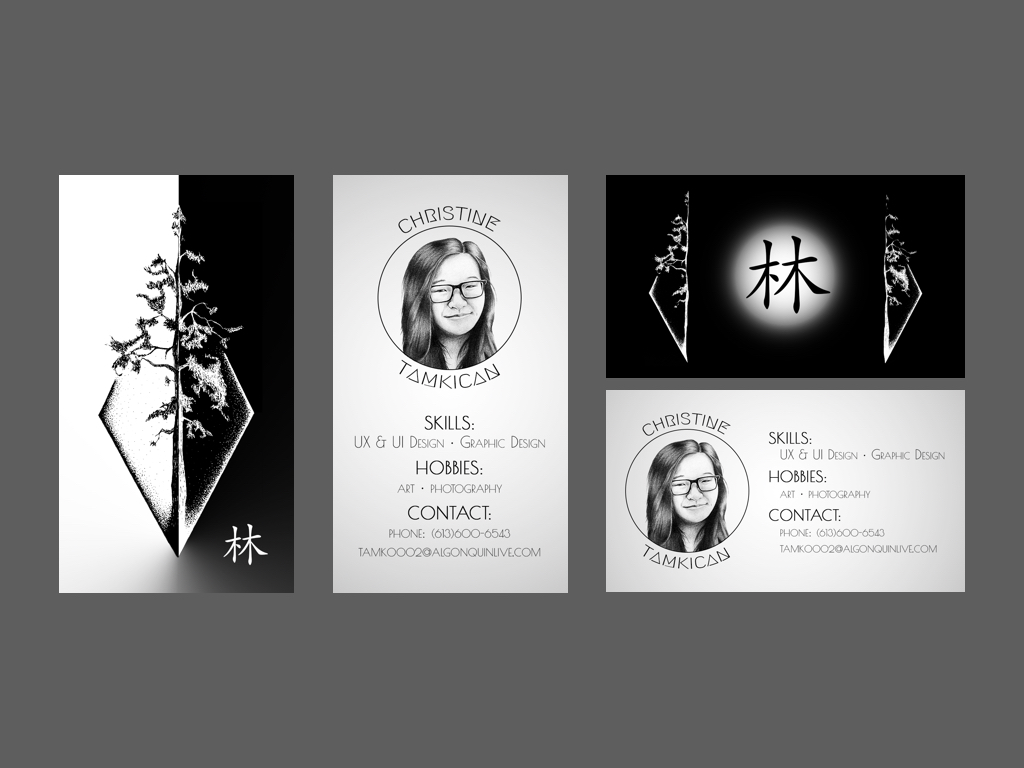 林
CHRISTINE
TAMKICAN
SKILLS:
UX & UI Design • Graphic Design
HOBBIES:
ART • PHOTOGRAPHY
CONTACT:
PHONE: (613)600-6543
TAMK0002@ALGONQUINLIVE.COM
林
CHRISTINE
TAMKICAN
SKILLS:
UX & UI Design • Graphic Design
HOBBIES:
ART • PHOTOGRAPHY
CONTACT:
PHONE: (613)600-6543
TAMK0002@ALGONQUINLIVE.COM